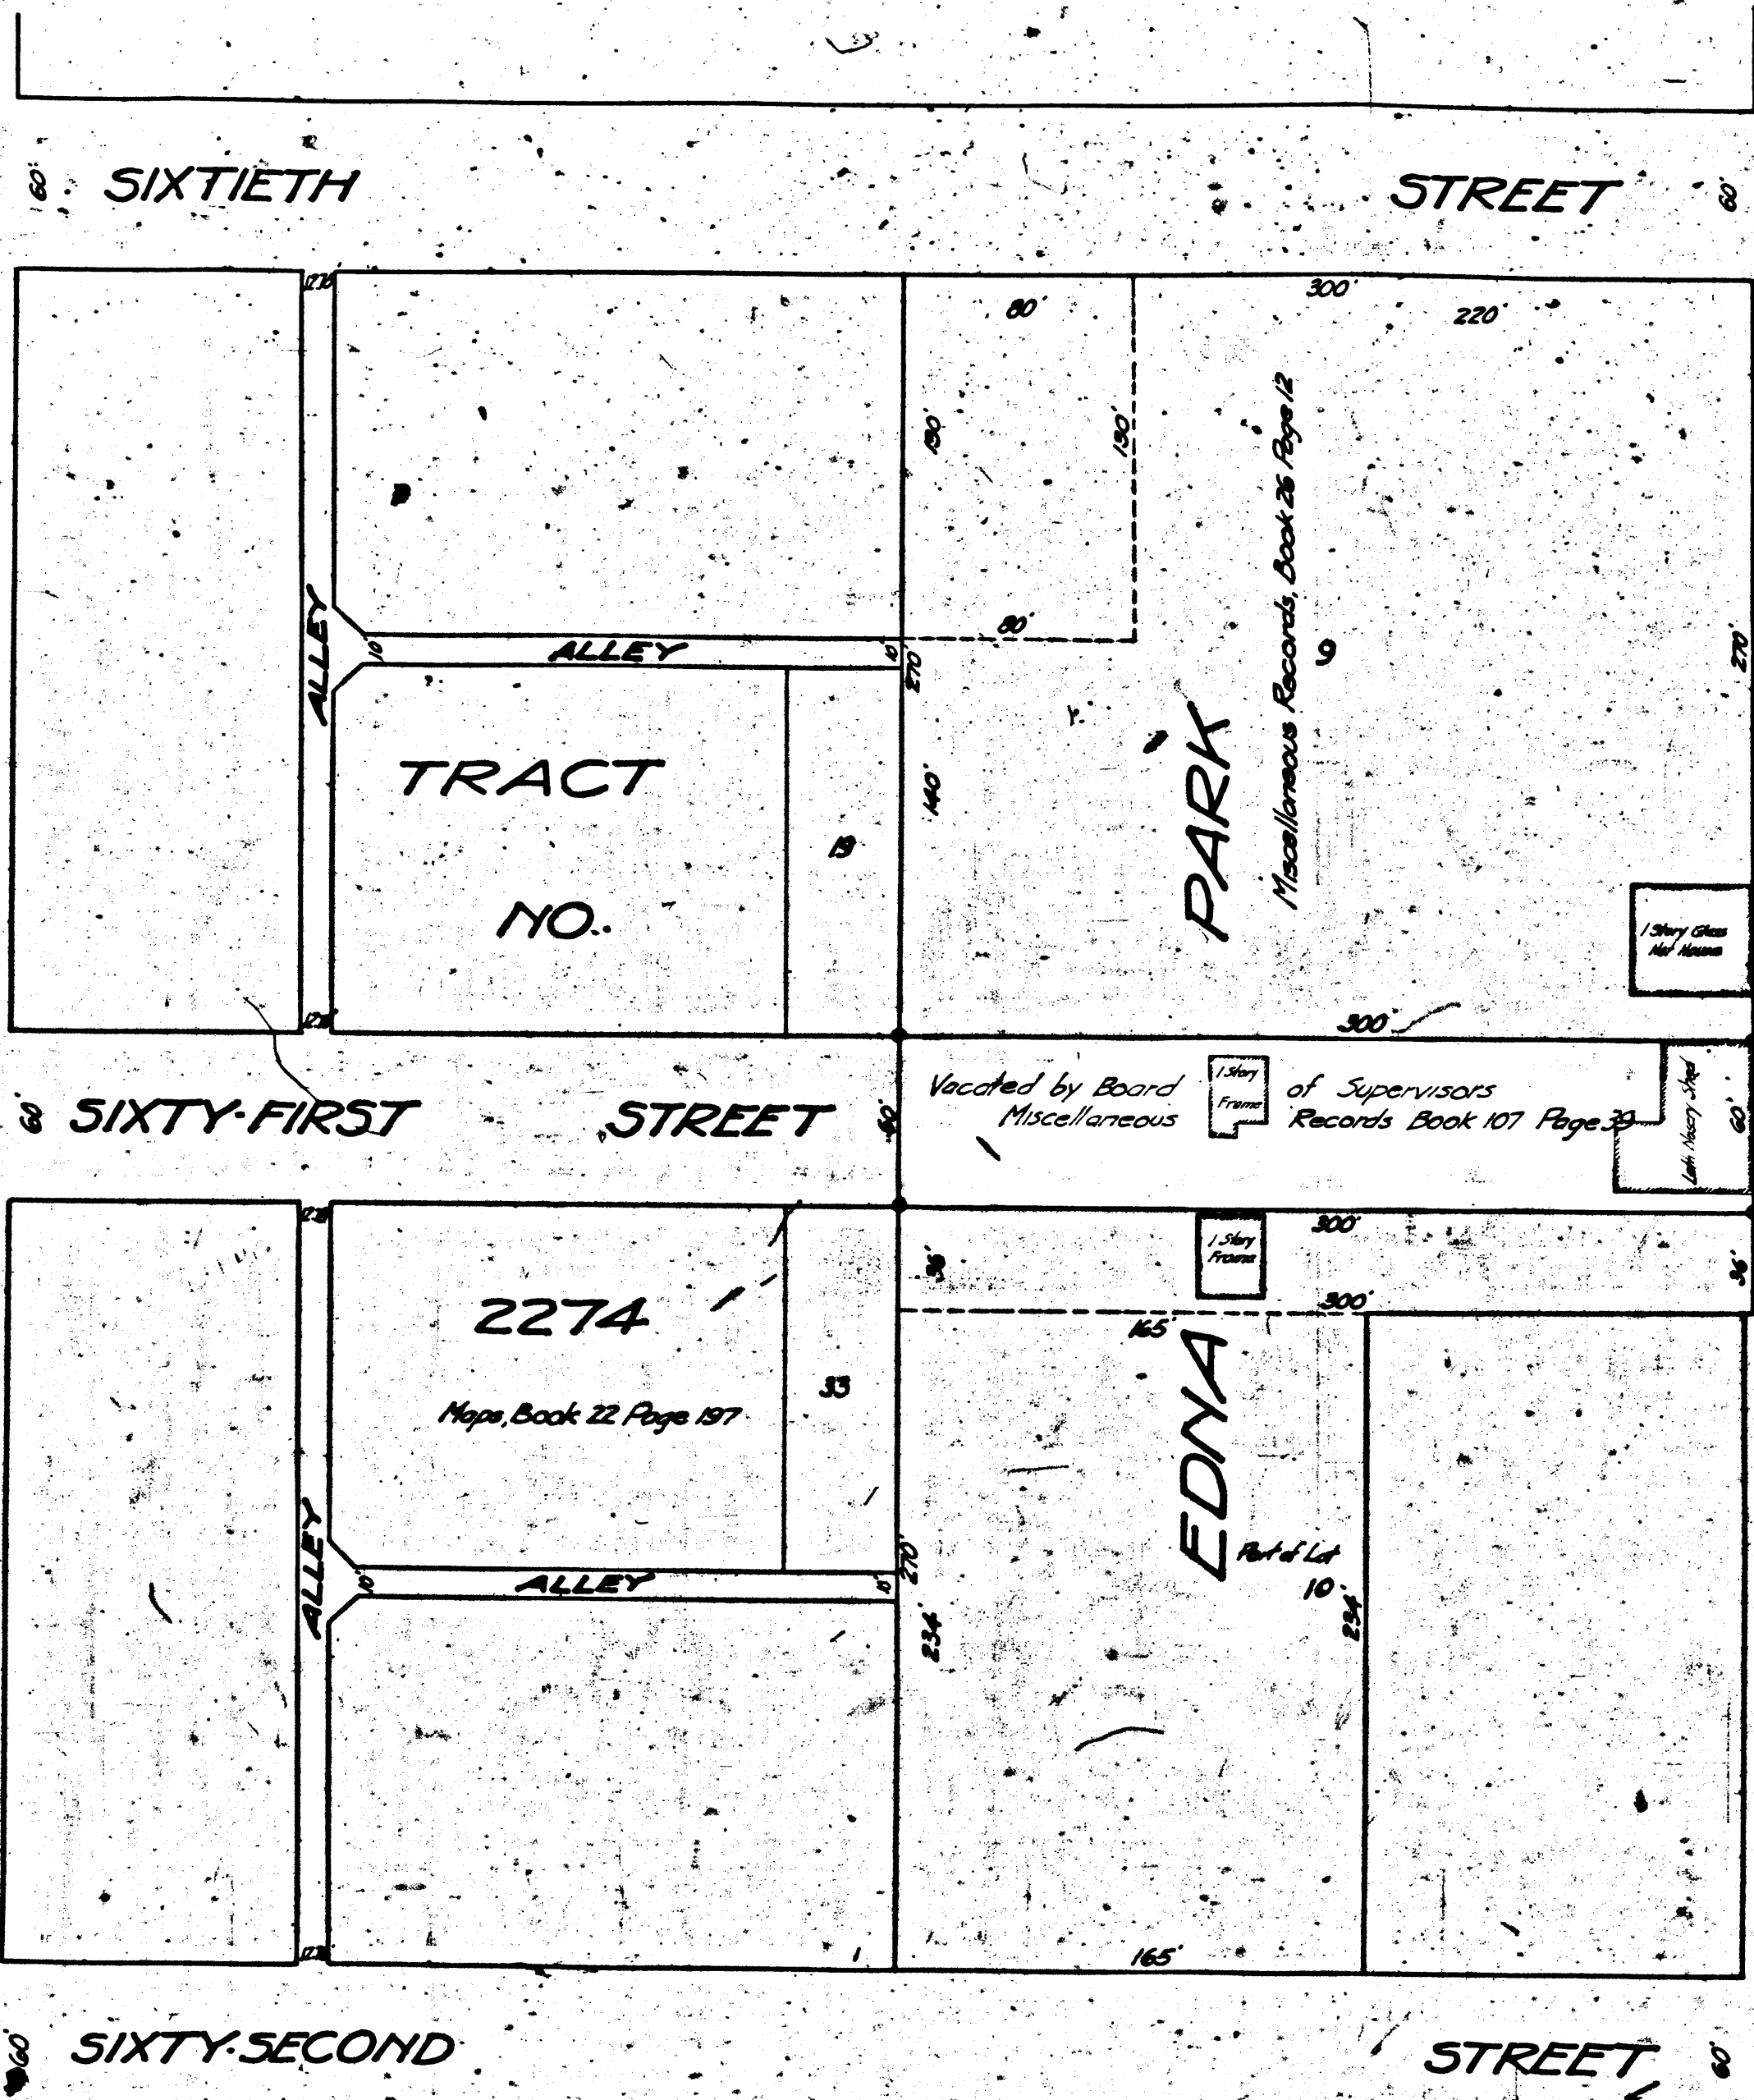 60' SIXTIETH STREET 60'
300'
80' 220'
130' 130'
PARK
Miscellaneous Records, Book 26 Page 12
9
80'
ALLEY
10' ALLEY 10'
270' 270'
TRACT
140'
19
NO.
1 Story Glass
300'
Vacated by Board of Supervisors
Miscellaneous Records Book 107 Page 39
1 Story
Frame
60' SIXTY-FIRST STREET 60' 60'
300'
36' 36'
1 Story
Frame
300'
165'
2274
EDNA
33
Maps, Book 22 Page 197
Part of Lot
10
ALLEY
10' ALLEY 10'
270'
234' 234'
165'
60' SIXTY-SECOND STREET 60'